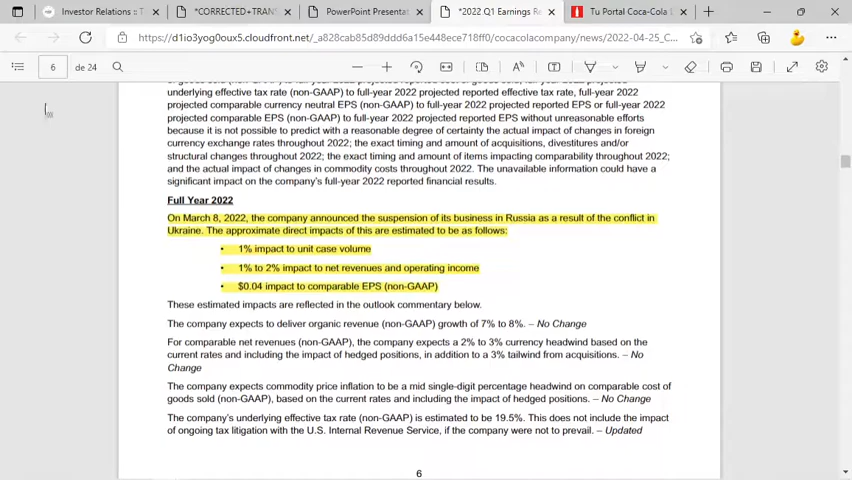 Investor Relations :: T
*CORRECTED+TRAN
PowerPoint Presentat
*2022 Q1 Earnings Re
Tu Portal Coca-Cola
https://d1io3yog0oux5.cloudfront.net/_a828cab85d89ddd6fa15e448ece718ff0/cocacolacompany/news/2022-04-25_C...
6 de 24
underlying effective tax rate (non-GAAP) to full-year 2022 projected reported effective tax rate, full-year 2022
projected comparable currency neutral EPS (non-GAAP) to full-year 2022 projected reported EPS or full-year 2022
projected comparable EPS (non-GAAP) to full-year 2022 projected reported EPS without unreasonable efforts
because it is not possible to predict with a reasonable degree of certainty the actual impact of changes in foreign
currency exchange rates throughout 2022; the exact timing and amount of acquisitions, divestitures and/or
structural changes throughout 2022; the exact timing and amount of items impacting comparability throughout 2022;
and the actual impact of changes in commodity costs throughout 2022. The unavailable information could have a
significant impact on the company's full-year 2022 reported financial results.
Full Year 2022
On March 8, 2022, the company announced the suspension of its business in Russia as a result of the conflict in
Ukraine. The approximate direct impacts of this are estimated to be as follows:
• 1% impact to unit case volume
• 1% to 2% impact to net revenues and operating income
• $0.04 impact to comparable EPS (non-GAAP)
These estimated impacts are reflected in the outlook commentary below.
The company expects to deliver organic revenue (non-GAAP) growth of 7% to 8%. – No Change
For comparable net revenues (non-GAAP), the company expects a 2% to 3% currency headwind based on the
current rates and including the impact of hedged positions, in addition to a 3% tailwind from acquisitions. – No
Change
The company expects commodity price inflation to be a mid single-digit percentage headwind on comparable cost of
goods sold (non-GAAP), based on the current rates and including the impact of hedged positions. – No Change
The company's underlying effective tax rate (non-GAAP) is estimated to be 19.5%. This does not include the impact
of ongoing tax litigation with the U.S. Internal Revenue Service, if the company were not to prevail. – Updated
6